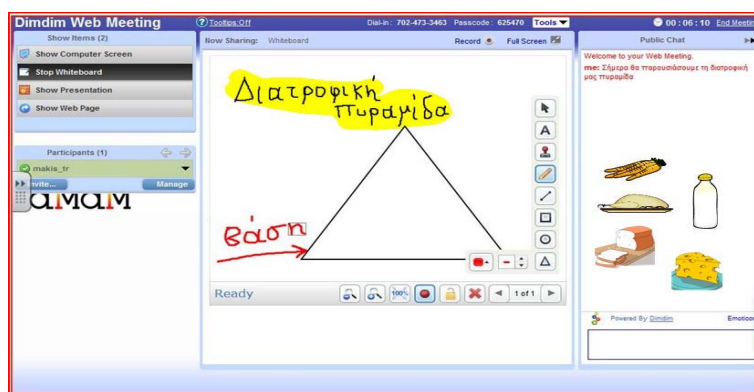 Dimdim Web Meeting
Tooltips:Off
Dial-in: 702-473-3463 Passcode: 625470
Tools
00:06:10
End Meetin
Show Items (2)
Show Computer Screen
Stop Whiteboard
Show Presentation
Show Web Page
Participants (1)
makis_tr
nvite...
Manage
Now Sharing: Whiteboard
Record
Full Screen
Διατροφική
πυραμίδα
βάση
A
Ready
100%
1 of 1
Public Chat
Welcome to your Web Meeting.
me: Σήμερα θα παρουσιάσουμε τη διατροφική
μας πυραμίδα
Powered By Dimdim
Emoticon